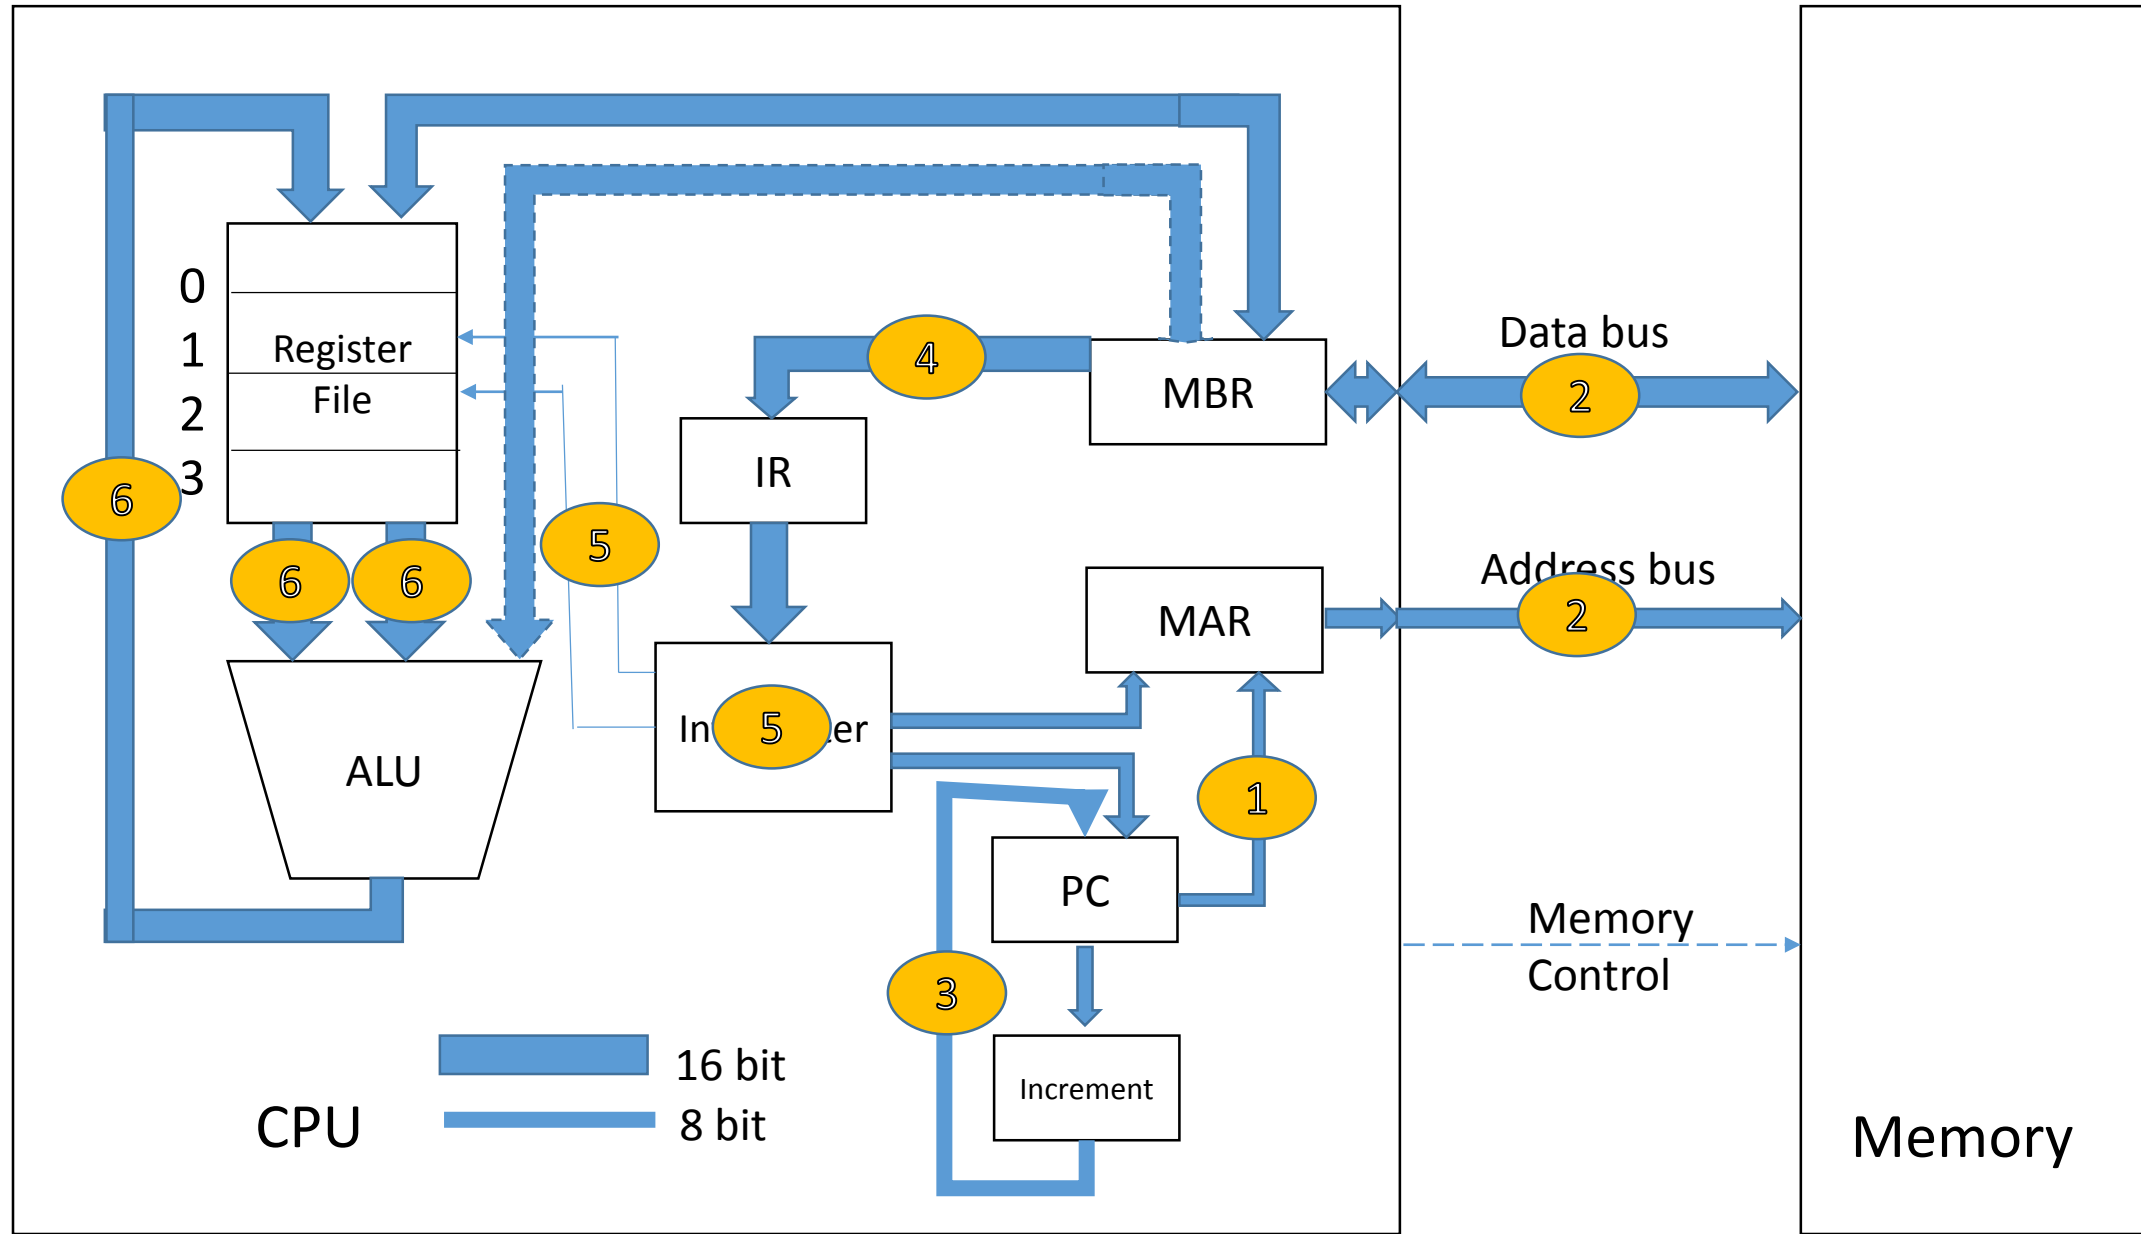 0
1
2
3
Register
File
6
6
6
ALU
5
4
IR
MBR
Data bus
2
MAR
Address bus
2
5
1
PC
3
Increment
Memory
Control
16 bit
8 bit
CPU
Memory